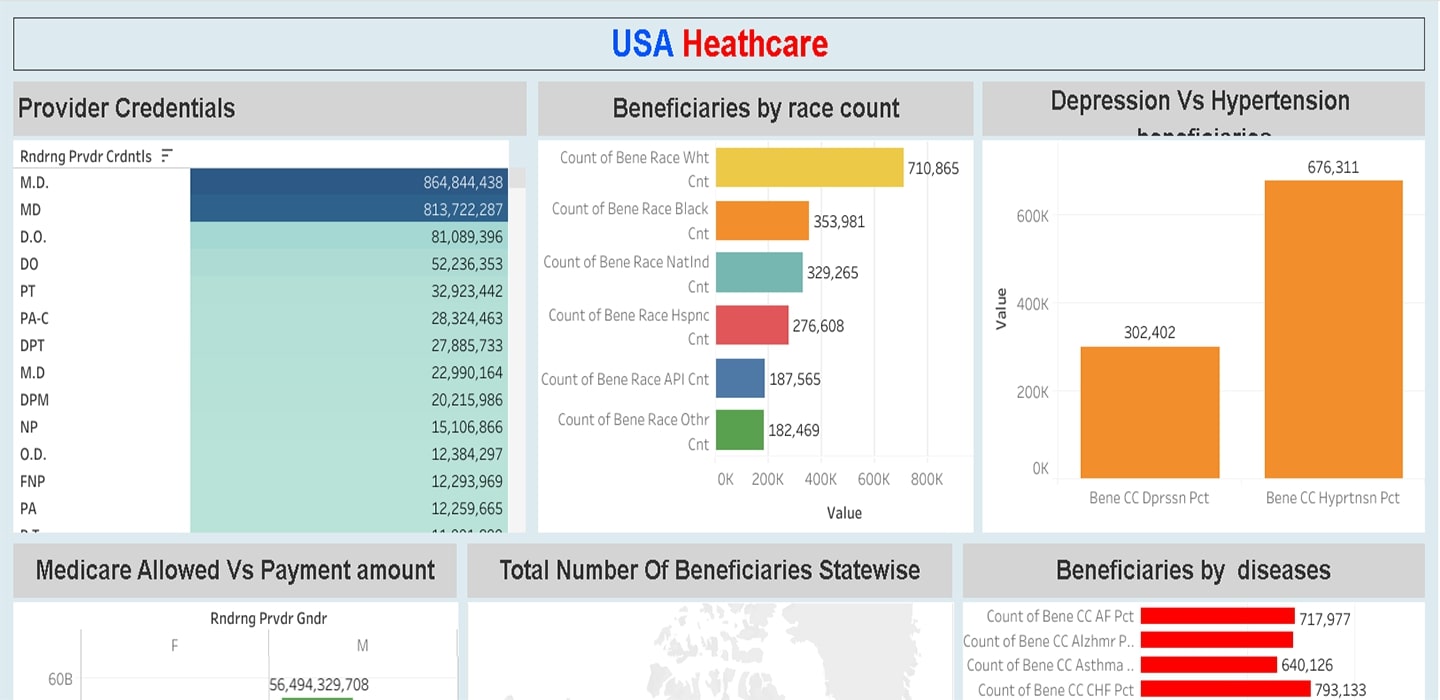 USA Heathcare
Provider Credentials
Rndrng Prvdr Crdntls
M.D. 864,844,438
MD 813,722,287
D.O. 81,089,396
DO 52,236,353
PT 32,923,442
PA-C 28,324,463
DPT 27,885,733
M.D 22,990,164
DPM 20,215,986
NP 15,106,866
O.D. 12,384,297
FNP 12,293,969
PA 12,259,665
Beneficiaries by race count
Count of Bene Race Wht
Cnt
710,865
Count of Bene Race Black
Cnt
353,981
Count of Bene Race NatInd
Cnt
329,265
Count of Bene Race Hspnc
Cnt
276,608
Count of Bene Race API Cnt 187,565
Count of Bene Race Othr
Cnt
182,469
0K 200K 400K 600K 800K
Value
Depression Vs Hypertension
beneficiaries
Value
600K
400K
200K
0K
302,402
676,311
Bene CC Dprssn Pct Bene CC Hyprtnsn Pct
Medicare Allowed Vs Payment amount
Rndrng Prvdr Gndr
F M
60B
56,494,329,708
Total Number Of Beneficiaries Statewise
Beneficiaries by diseases
Count of Bene CC AF Pct 717,977
Count of Bene CC Alzhmr P..
Count of Bene CC Asthma .. 640,126
Count of Bene CC CHF Pct 793,133